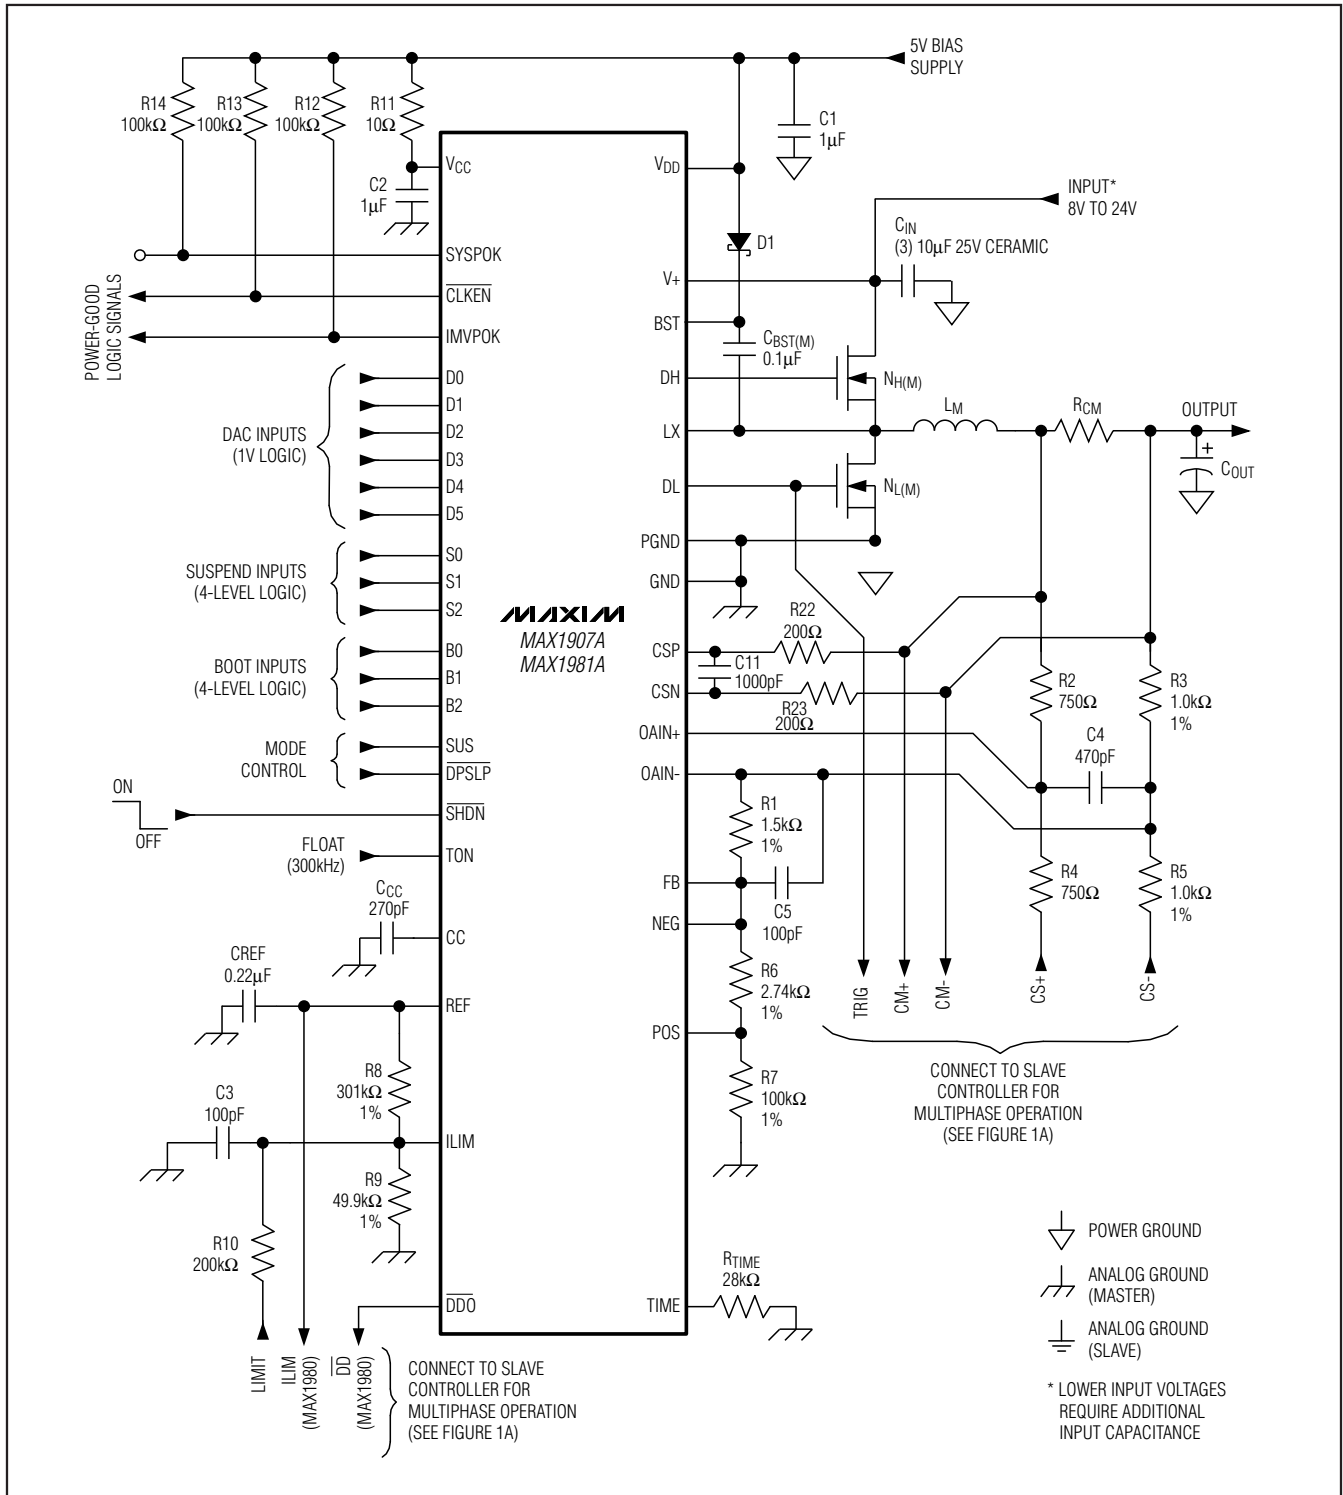 5V BIAS
SUPPLY
R14
100kΩ
R13
100kΩ
R12
100kΩ
R11
10Ω
C1
1μF
VCC
VDD
C2
1μF
INPUT*
8V TO 24V
CIN
(3) 10μF 25V CERAMIC
D1
SYSPOK
V+
CLKEN
POWER-GOOD
LOGIC SIGNALS
IMVPOK
BST
CBST(M)
0.1μF
D0
DH
NH(M)
D1
DAC INPUTS
(1V LOGIC)
D2
LX
LM
RCM
OUTPUT
D3
COUT
D4
DL
NL(M)
D5
PGND
SUSPEND INPUTS
(4-LEVEL LOGIC)
S0
S1
S2
GND
MAXIM
MAX1907A
MAX1981A
R22
200Ω
BOOT INPUTS
(4-LEVEL LOGIC)
B0
B1
B2
CSP
C11
1000pF
CSN
R23
200Ω
R2
750Ω
R3
1.0kΩ
1%
MODE
CONTROL
SUS
DPSLP
OAIN+
C4
470pF
OAIN-
ON
OFF
SHDN
R1
1.5kΩ
1%
FLOAT
(300kHz)
TON
FB
C5
100pF
R4
750Ω
R5
1.0kΩ
1%
CCC
270pF
CC
NEG
CREF
0.22μF
REF
R6
2.74kΩ
1%
TRIG
CM+
CM-
CS+
CS-
POS
CONNECT TO SLAVE
CONTROLLER FOR
MULTIPHASE OPERATION
(SEE FIGURE 1A)
R8
301kΩ
1%
R7
100kΩ
1%
C3
100pF
ILIM
R9
49.9kΩ
1%
R10
200kΩ
RTIME
28kΩ
DDO
TIME
LIMIT
ILIM
(MAX1980)
DD
(MAX1980)
CONNECT TO SLAVE
CONTROLLER FOR
MULTIPHASE OPERATION
(SEE FIGURE 1A)
POWER GROUND
ANALOG GROUND
(MASTER)
ANALOG GROUND
(SLAVE)
* LOWER INPUT VOLTAGES
REQUIRE ADDITIONAL
INPUT CAPACITANCE